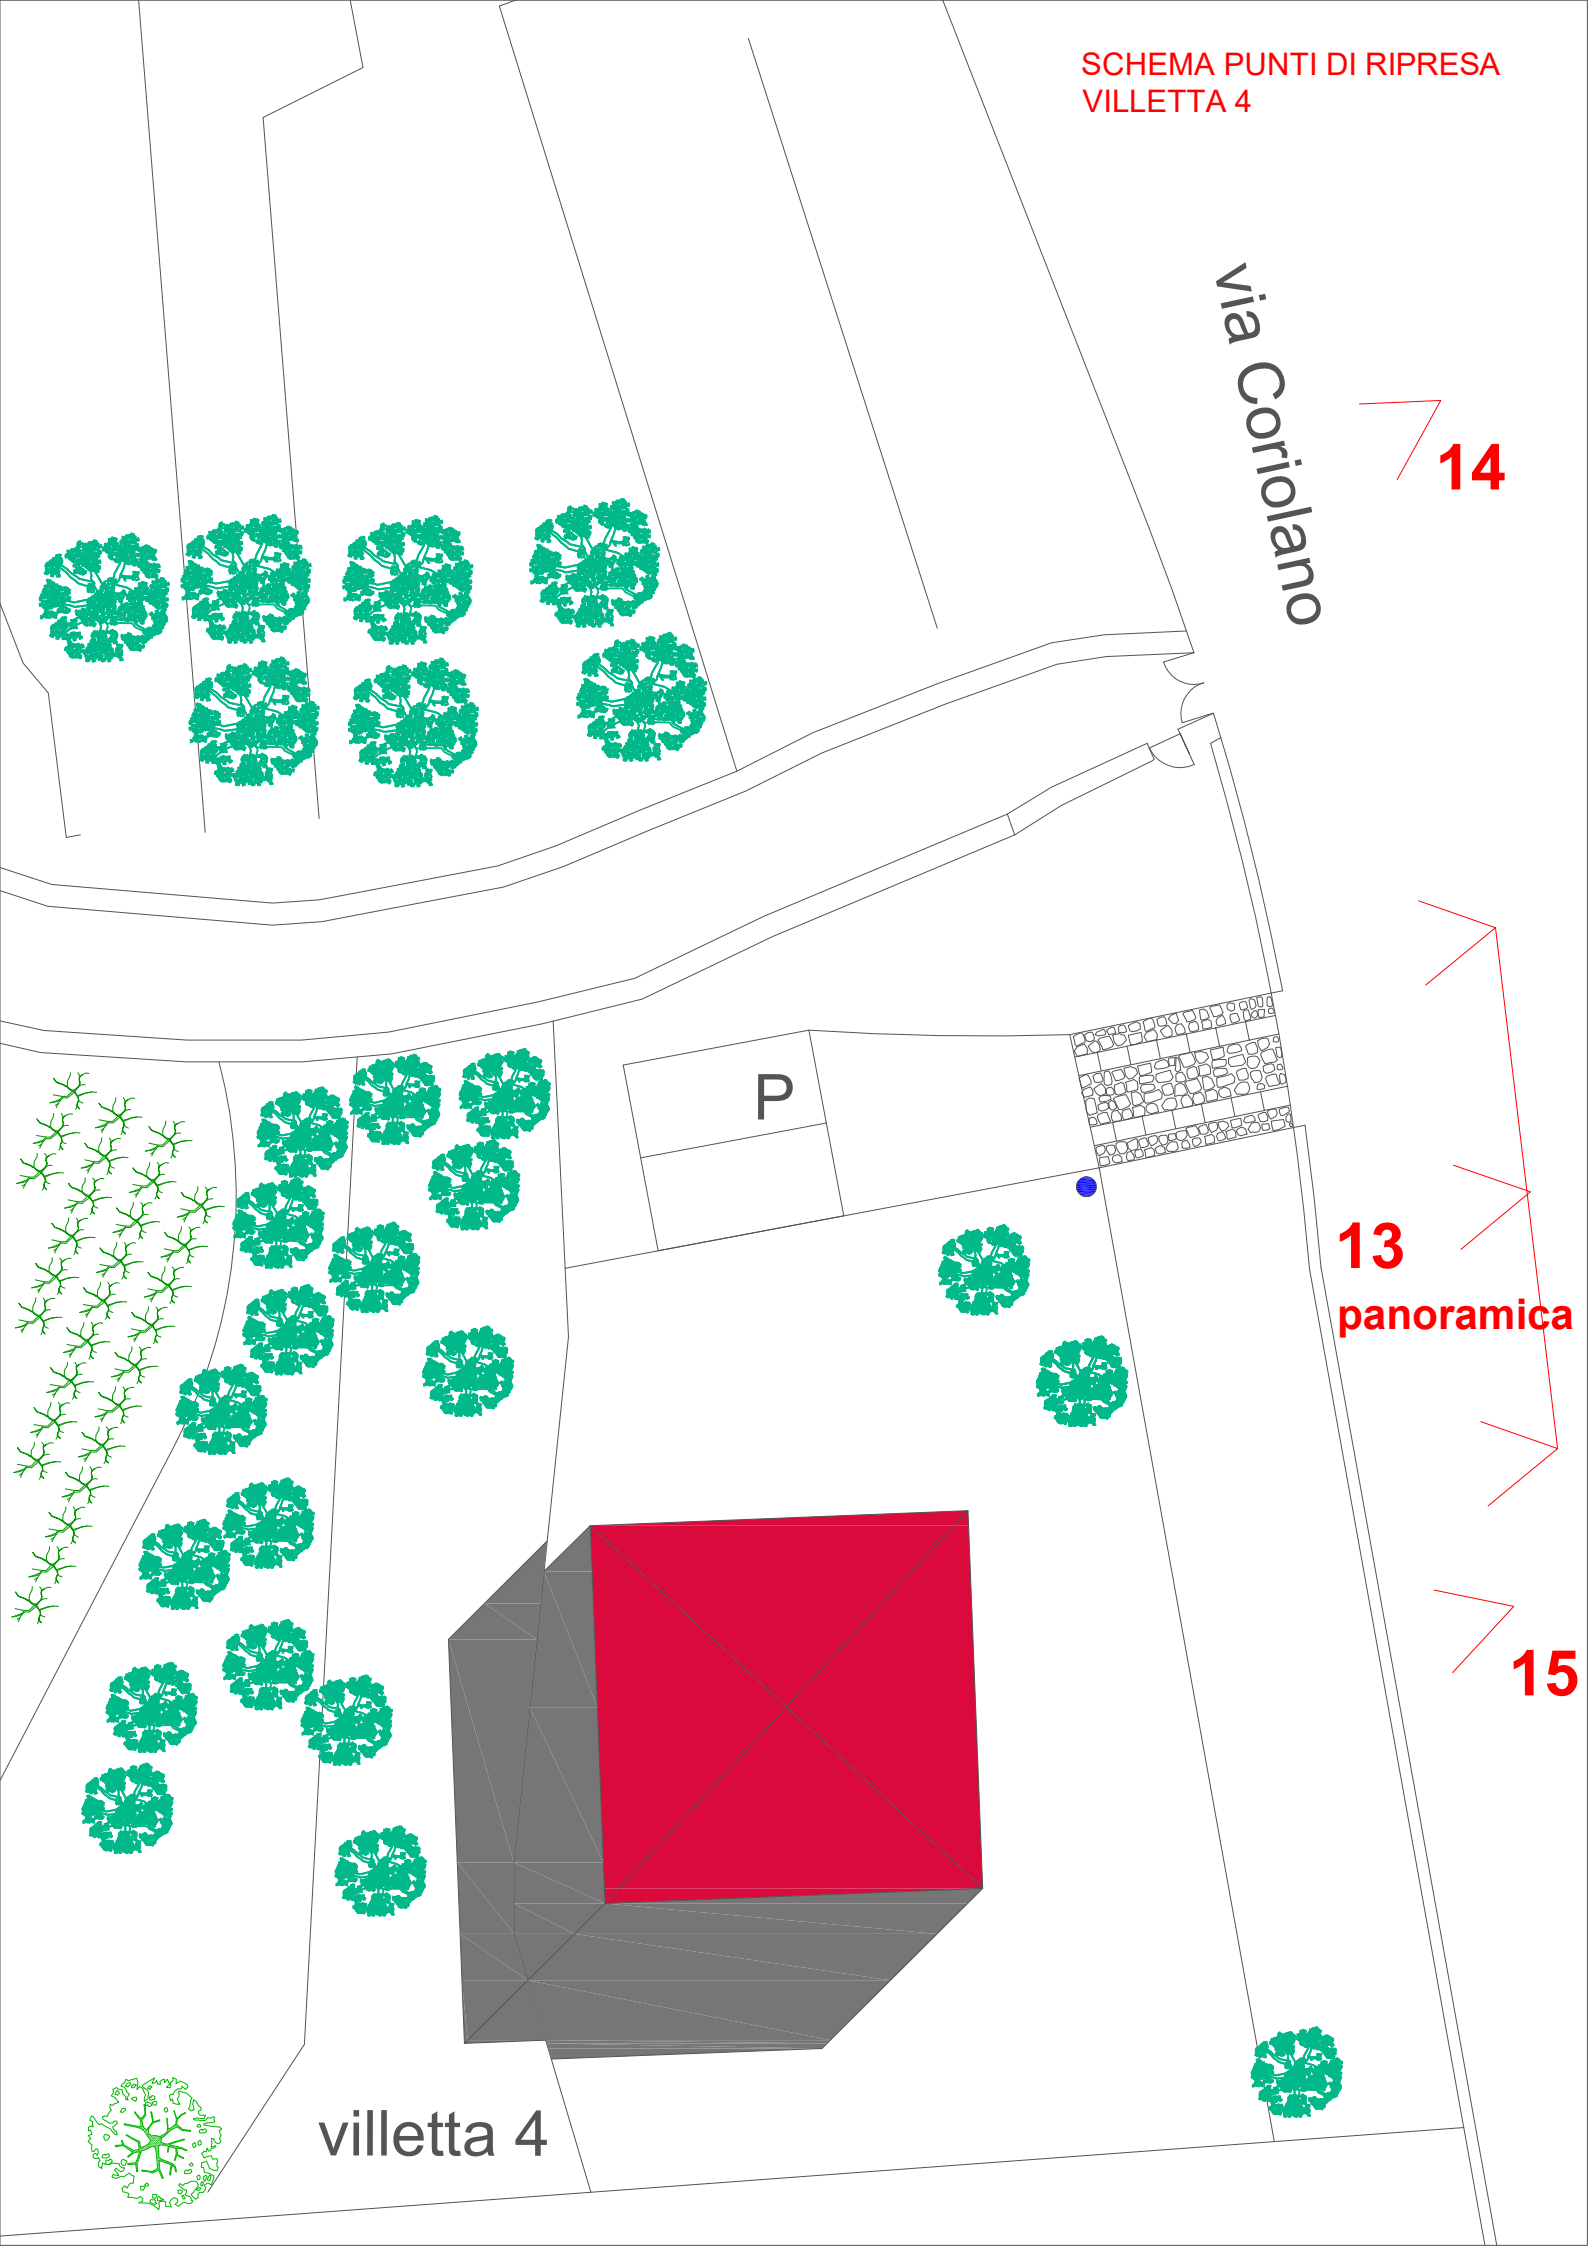 SCHEMA PUNTI DI RIPRESA
VILLETTA 4
via Coriolano
14
P
13
panoramica
15
villetta 4